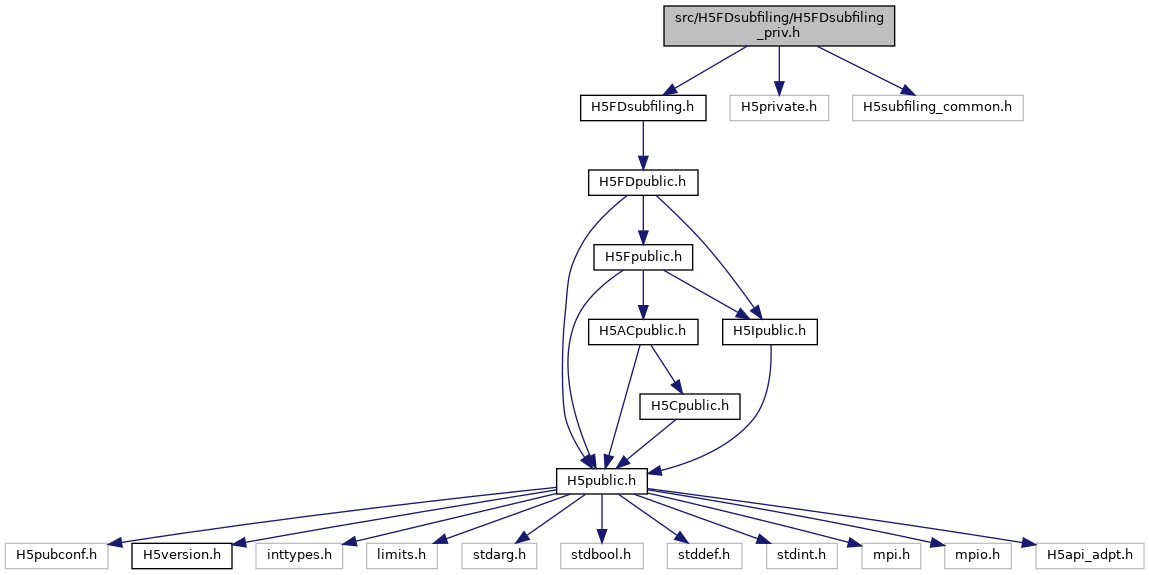 src/H5FDsubfiling/H5FDsubfiling
_priv.h
H5FDsubfiling.h
H5private.h
H5subfiling_common.h
H5FDpublic.h
H5Fpublic.h
H5ACpublic.h
H5Ipublic.h
H5Cpublic.h
H5public.h
H5pubconf.h
H5version.h
inttypes.h
limits.h
stdarg.h
stdbool.h
stddef.h
stdint.h
mpi.h
mpio.h
H5api_adpt.h